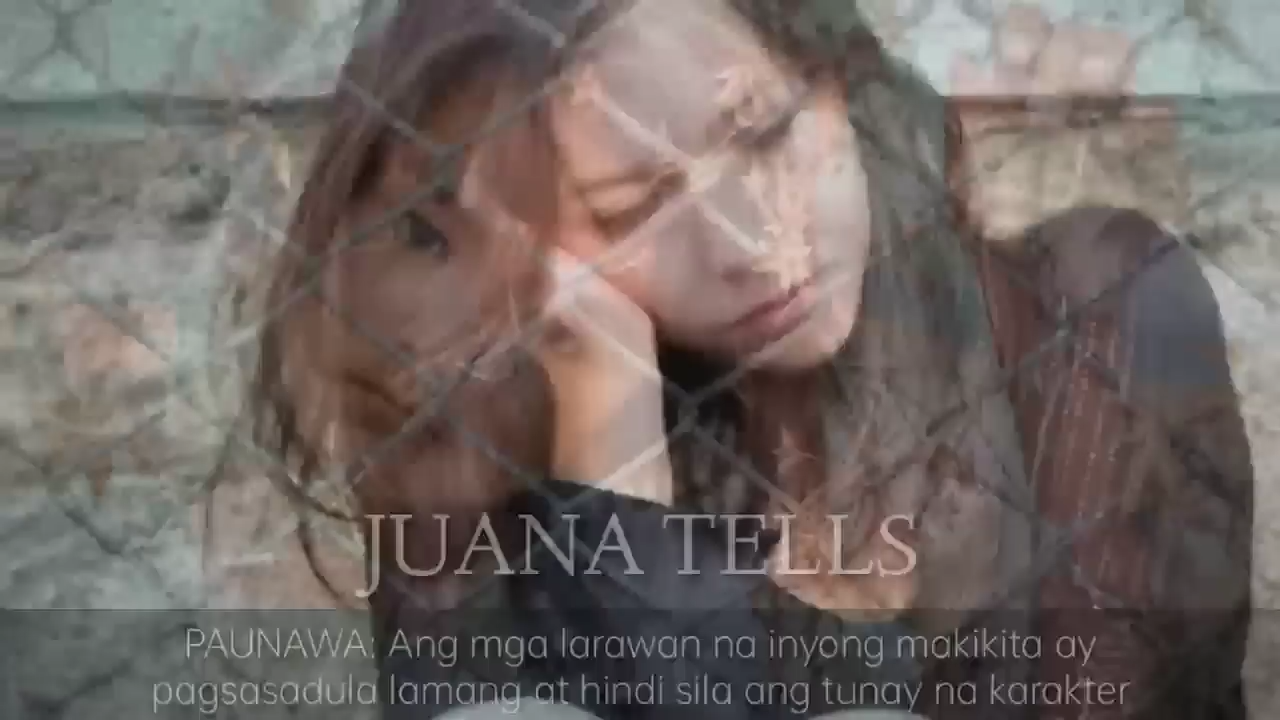 JUANA TELLS
PAUNAWA: Ang mga larawan na inyong makikita ay
pagsasadula lamang at hindi sila ang tunay na karakter